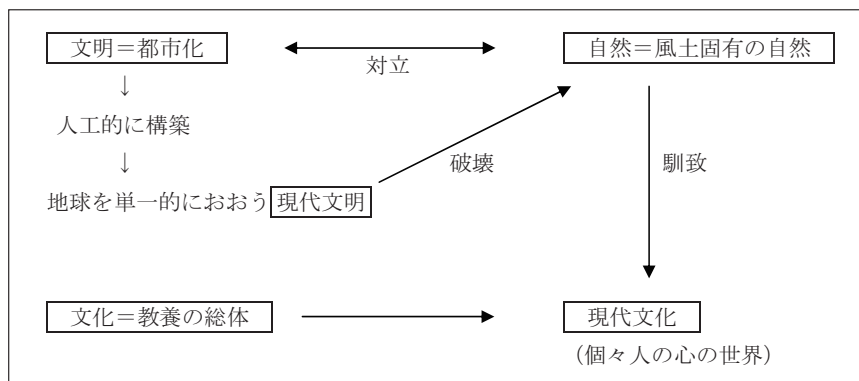 文明＝都市化
自然＝風土固有の自然
対立
↓
人工的に構築
↓
破壊
馴致
地球を単一的におおう現代文明
文化＝教養の総体
現代文化
（個々人の心の世界）